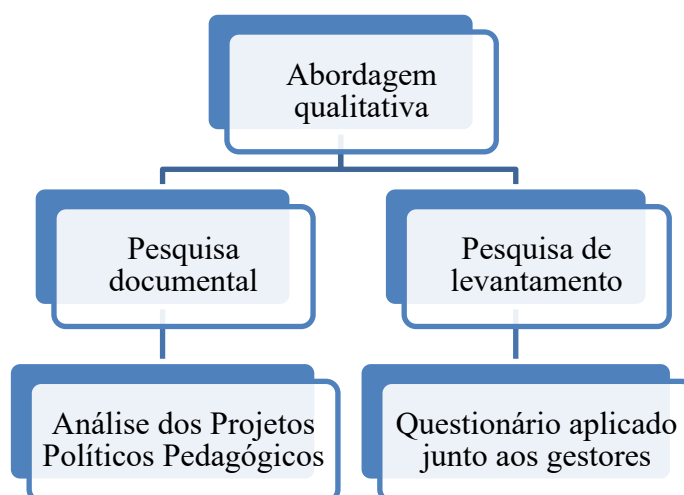 Abordagem
qualitativa
Pesquisa
documental
Pesquisa de
levantamento
Análise dos Projetos
Políticos Pedagógicos
Questionário aplicado
junto aos gestores